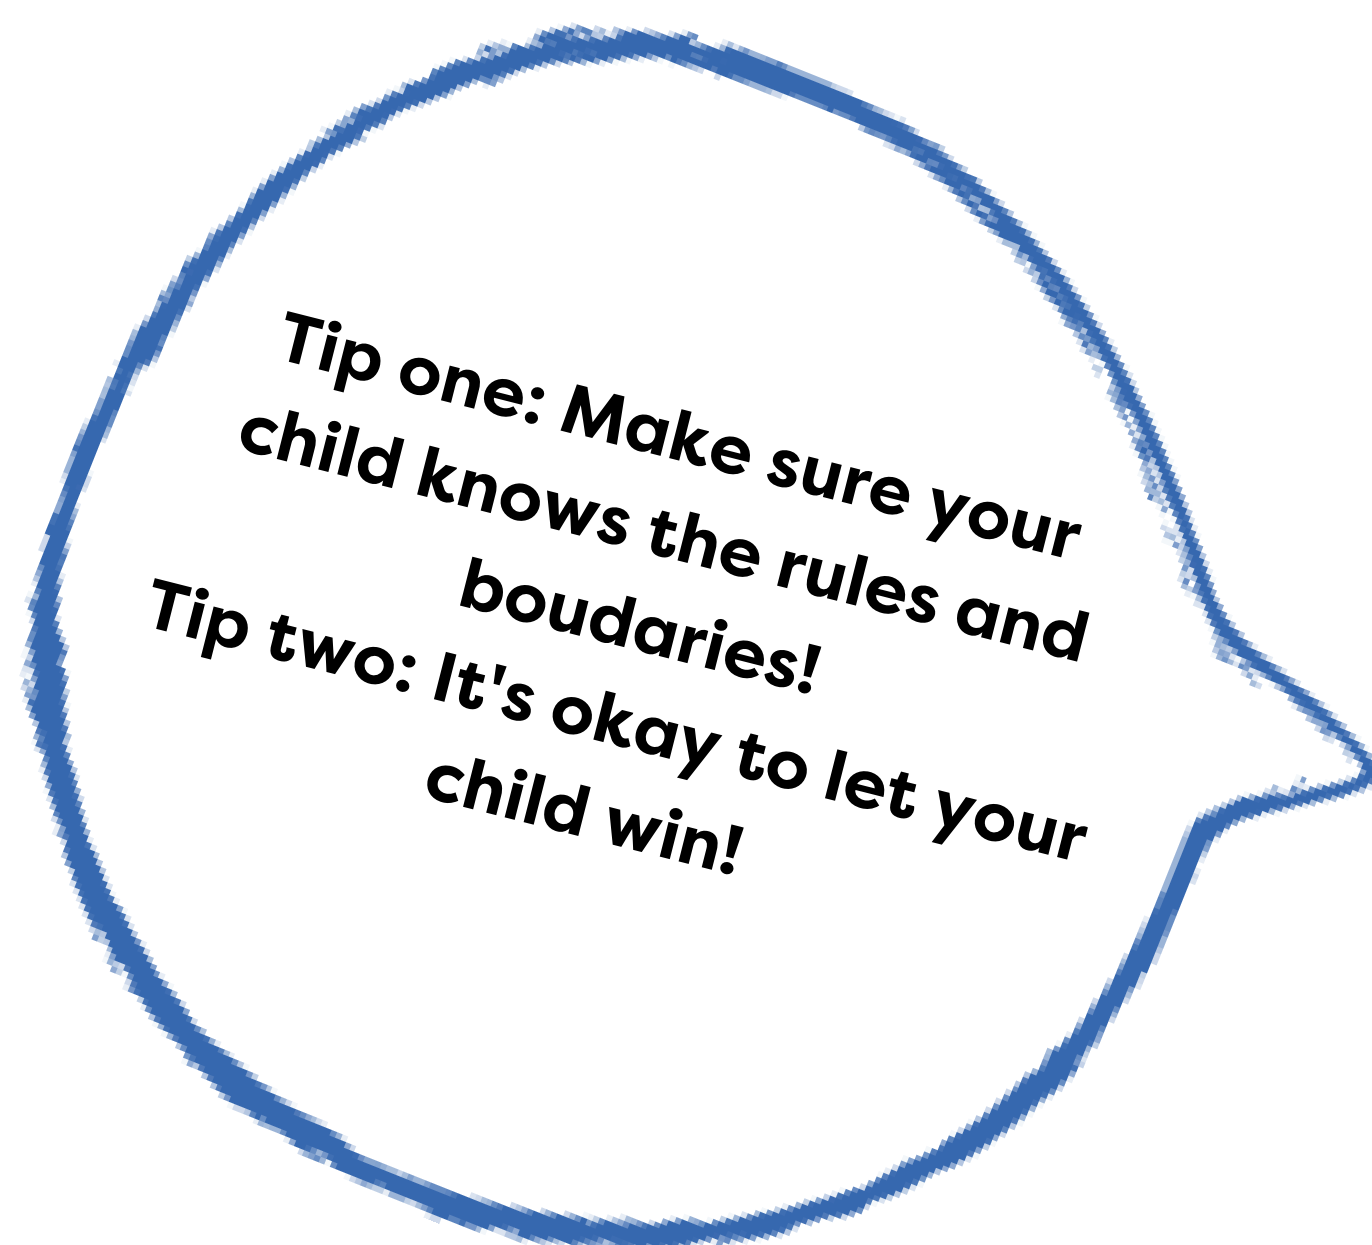 Tip one: Make sure your
child knows the rules and
boudaries!
Tip two: It's okay to let your
child win!